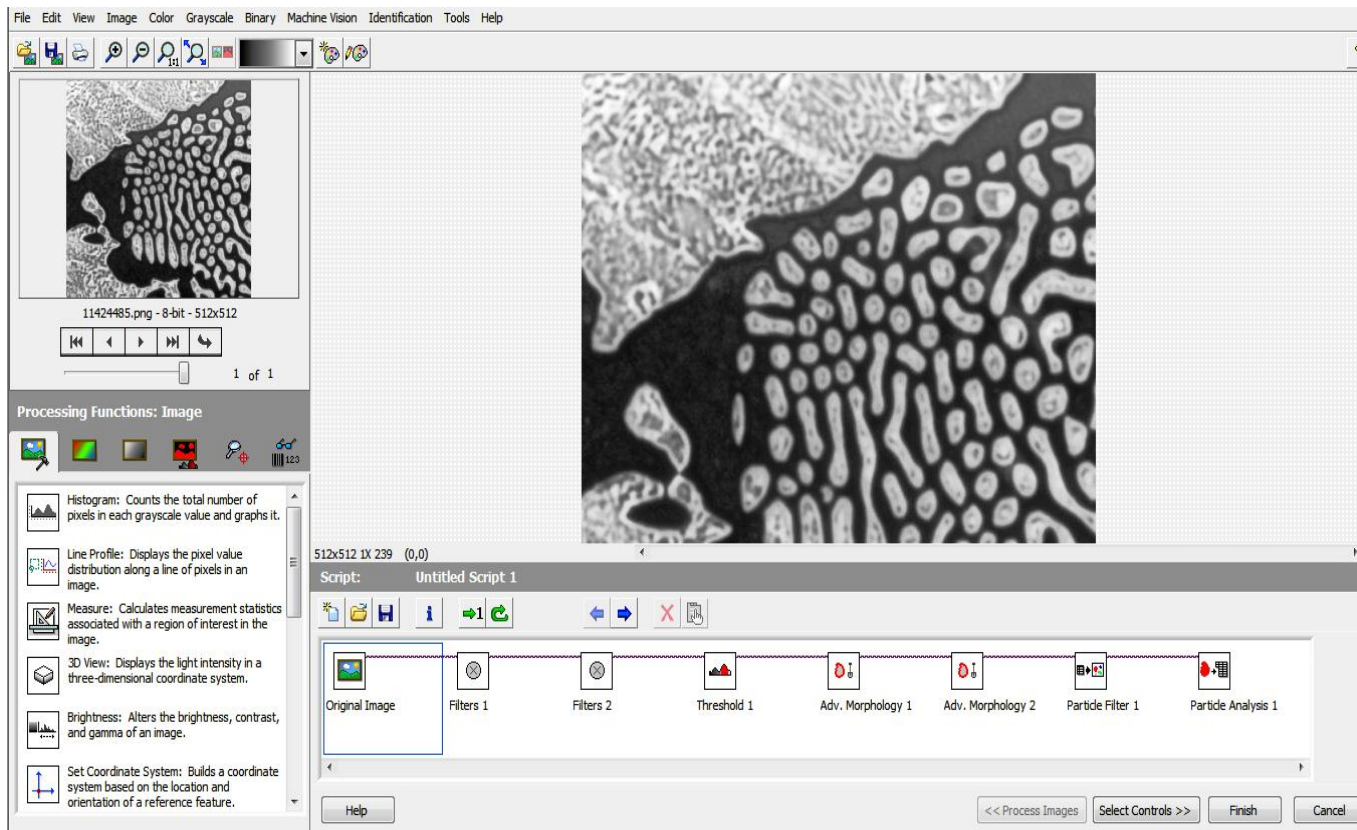 File Edit View Image Color Grayscale Binary Machine Vision Identification Tools Help
1:1
11424485.png - 8-bit - 512x512
1 of 1
Processing Functions: Image
123
Histogram: Counts the total number of
pixels in each grayscale value and graphs it.
Line Profile: Displays the pixel value
distribution along a line of pixels in an
image.
Measure: Calculates measurement statistics
associated with a region of interest in the
image.
3D View: Displays the light intensity in a
three-dimensional coordinate system.
Brightness: Alters the brightness, contrast,
and gamma of an image.
Set Coordinate System: Builds a coordinate
system based on the location and
orientation of a reference feature.
512x512 1X 239 (0,0)
Script: Untitled Script 1
1
Original Image Filters 1 Filters 2 Threshold 1 Adv. Morphology 1 Adv. Morphology 2 Particle Filter 1 Particle Analysis 1
Help << Process Images Select Controls >> Finish Cancel